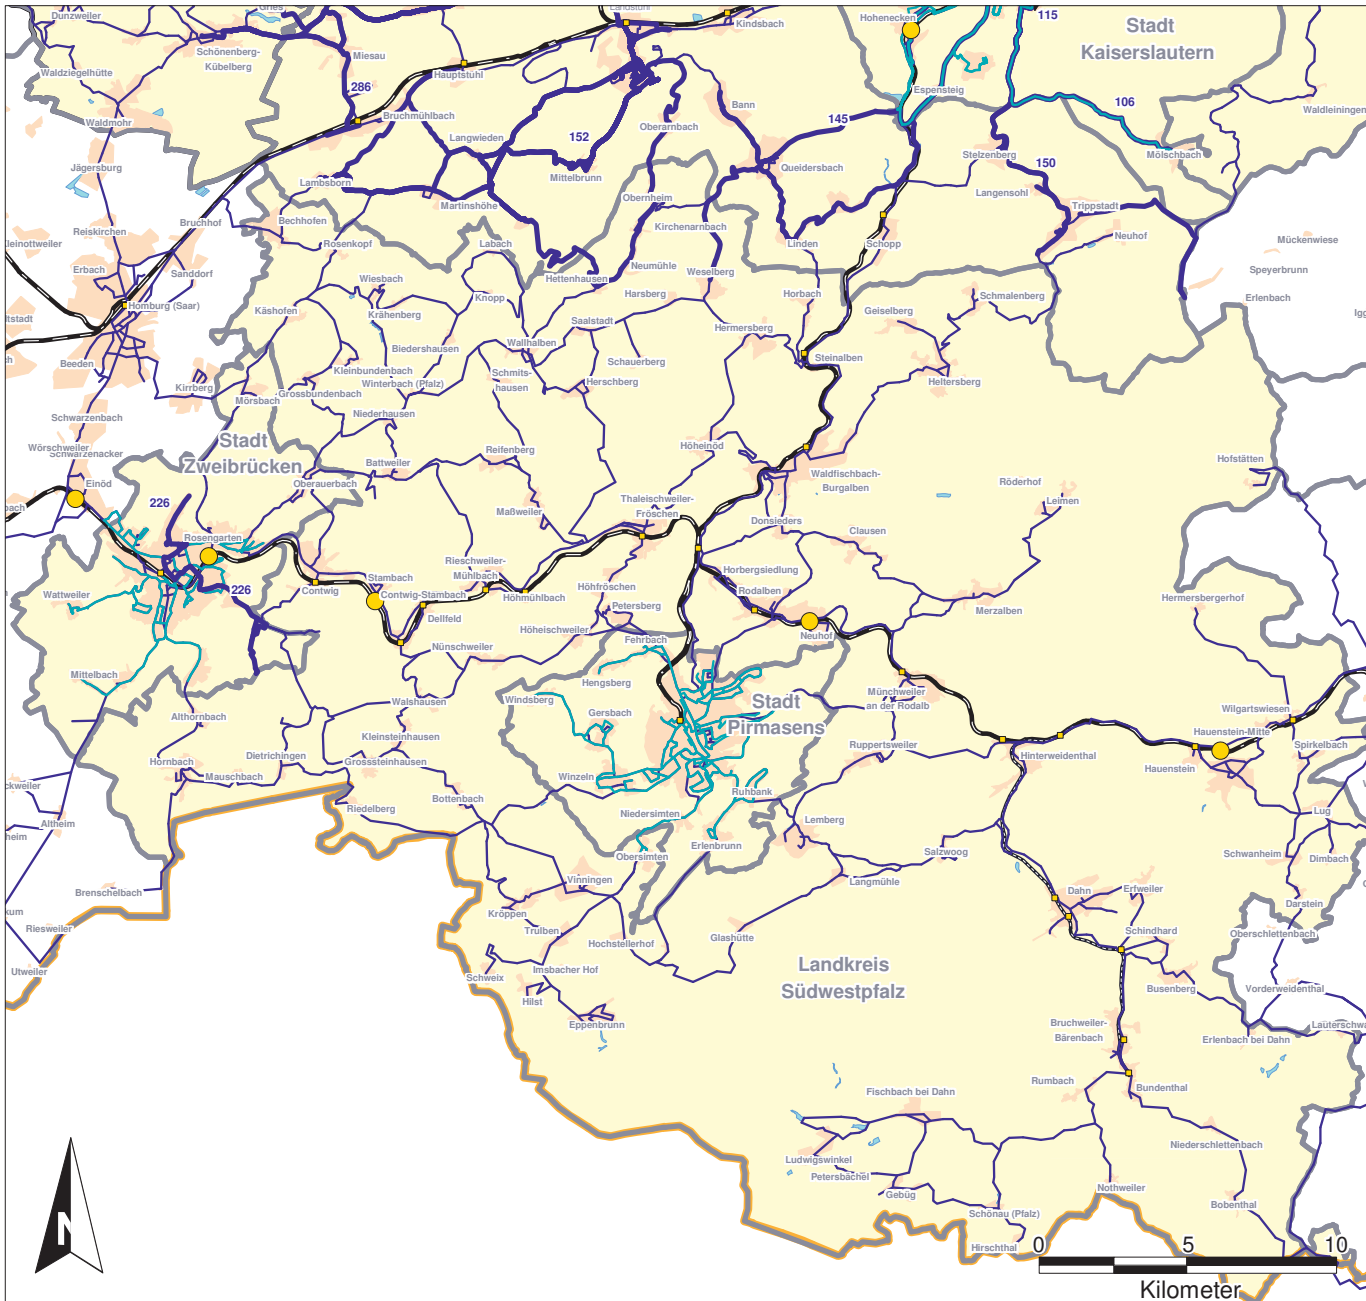 Dunzweiler
Gries
Landstuhl
Kindsbach
Hohenecken
115
Stadt
Kaiserslautern
Schönenberg-
Kübelberg
Miesau
Waldziegelhütte
Hauptstuhl
286
Bann
Espensteig
106
Waldleiningen
Waldmohr
Bruchmühlbach
Oberarnbach
145
Langwieden
152
Stelzenberg
Mölschbach
Jägersburg
Mittelbrunn
Queidersbach
150
Lambsborn
Langensohl
Martinshöhe
Obernheim
Trippstadt
Bechhofen
Bruchhof
Kirchenarnbach
Reiskirchen
Kleinottweiler
Rosenkopf
Labach
Linden
Schopp
Neuhof
Mückenwiese
Erbach
Sanddorf
Wiesbach
Hettenhausen
Neumühle
Weselberg
Speyerbrunn
Homburg (Saar)
Käshofen
Krähenberg
Knopp
Harsberg
Horbach
Schmalenberg
Geiselberg
Erlenbach
Saalstadt
Hermersberg
Biedershausen
Wallhalben
Steinalben
Beeden
Kleinbundenbach
Schauerberg
Kirrberg
Winterbach (Pfalz)
Schmits-
hausen
Herschberg
Heltersberg
Mörsbach
Grossbundenbach
Niederhausen
Schwarzenbach
Wörschweiler
Schwarzenacker
Stadt
Zweibrücken
Reifenberg
Höheinöd
Battweiler
Waldfischbach-
Burgalben
Hofstätten
Einöd
Oberauerbach
Röderhof
Leimen
226
Maßweiler
Thaleischweiler-
Fröschen
Donsieders
Clausen
Rosengarten
Rieschweiler-
Mühlbach
Horbergsiedlung
Stambach
Contwig
Contwig-Stambach
Höhmühlbach
Höhfröschen
Rodalben
Wattweiler
226
Petersberg
Merzalben
Hermersbergerhof
Dellfeld
Höheischweiler
Fehrbach
Neuhof
Nünschweiler
Mittelbach
Hengsberg
Münchweiler
an der Rodalb
Walshausen
Windsberg
Stadt
Pirmasens
Wilgartswiesen
Althornbach
Gersbach
Kleinsteinhausen
Hauenstein-Mitte
Spirkelbach
Dietrichingen
Ruppertsweiler
Hinterweidenthal
Hornbach
Grosssteinhausen
Hauenstein
Mauschbach
Winzeln
Ruhbank
Bottenbach
Riedelberg
Niedersimten
Lemberg
Lug
Altheim
Erlenbrunn
Salzwoog
Schwanheim
Dimbach
Obersimten
Langmühle
Vinningen
Dahn
Erfweiler
Brenschelbach
Kröppen
Darstein
Riesweiler
Trulben
Hochstellerhof
Glashütte
Schindhard
Oberschlettenbach
Utweiler
Imsbacher Hof
Landkreis
Südwestpfalz
Schweix
Hilst
Busenberg
Vorderweidenthal
Eppenbrunn
Bruchweiler-
Bärenbach
Erlenbach bei Dahn
Rumbach
Bundenthal
Fischbach bei Dahn
Niederschlettenbach
Ludwigswinkel
Petersbächel
Gebüg
Nothweiler
Bobenthal
Schönau (Pfalz)
Hirschthal
N
0 5 10
Kilometer